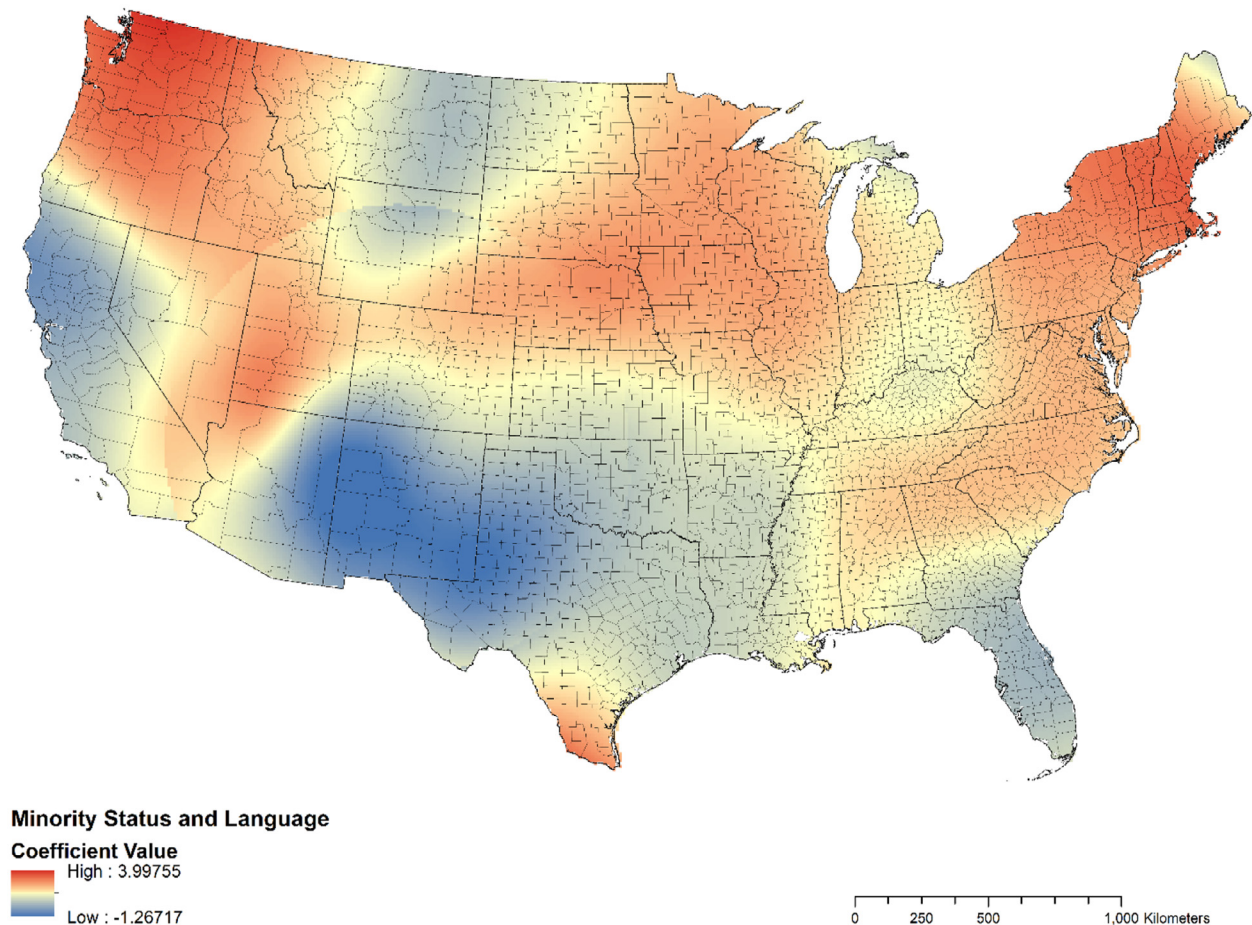 Minority Status and Language
Coefficient Value
High : 3.99755
Low : -1.26717
0 250 500 1,000 Kilometers